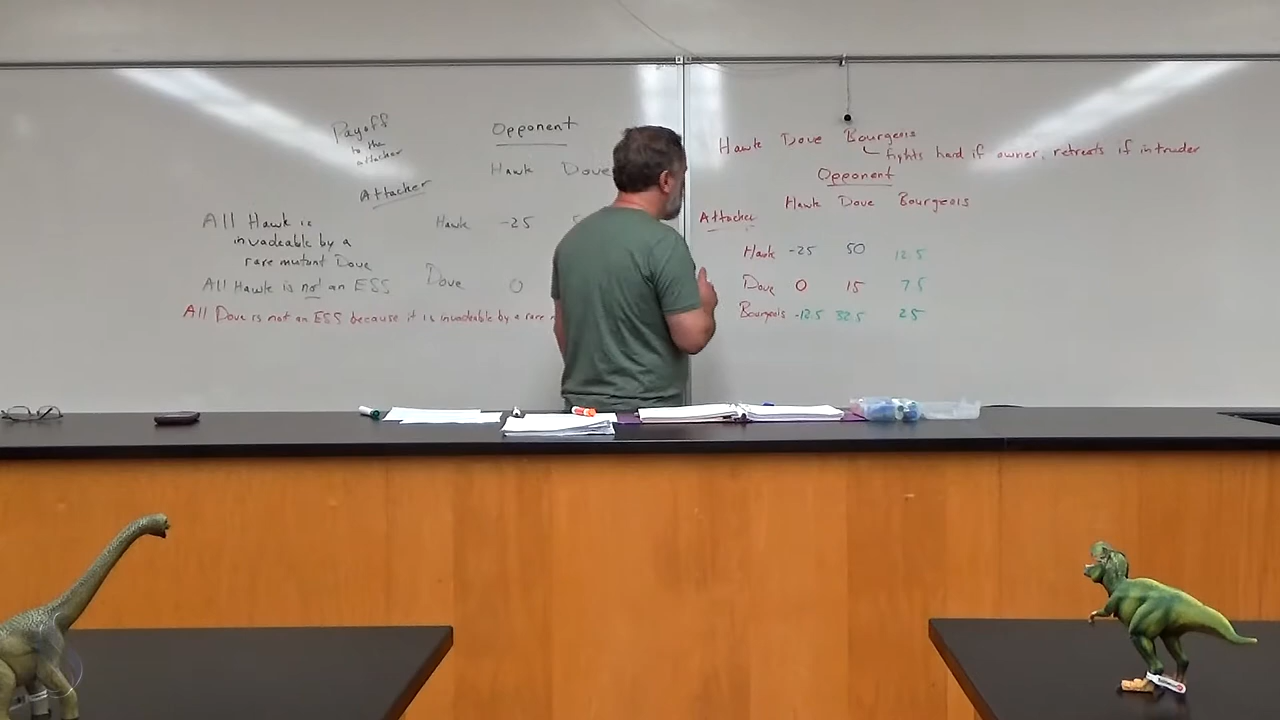 Payoff
to the
attacker
Opponent
Hawk Dove
Attacker
Hawk -25
Dove 0
All Hawk is
invadeable by a
rare mutant Dove
All Hawk is not an ESS
All Dove is not an ESS because it is invadeable by a rare
Hawk Dove Bourgeois
fights hard if owner, retreats if intruder
Opponent
Hawk Dove Bourgeois
Attacker
Hawk -25 50 12.5
Dove 0 15 7.5
Bourgeois -12.5 32.5 25